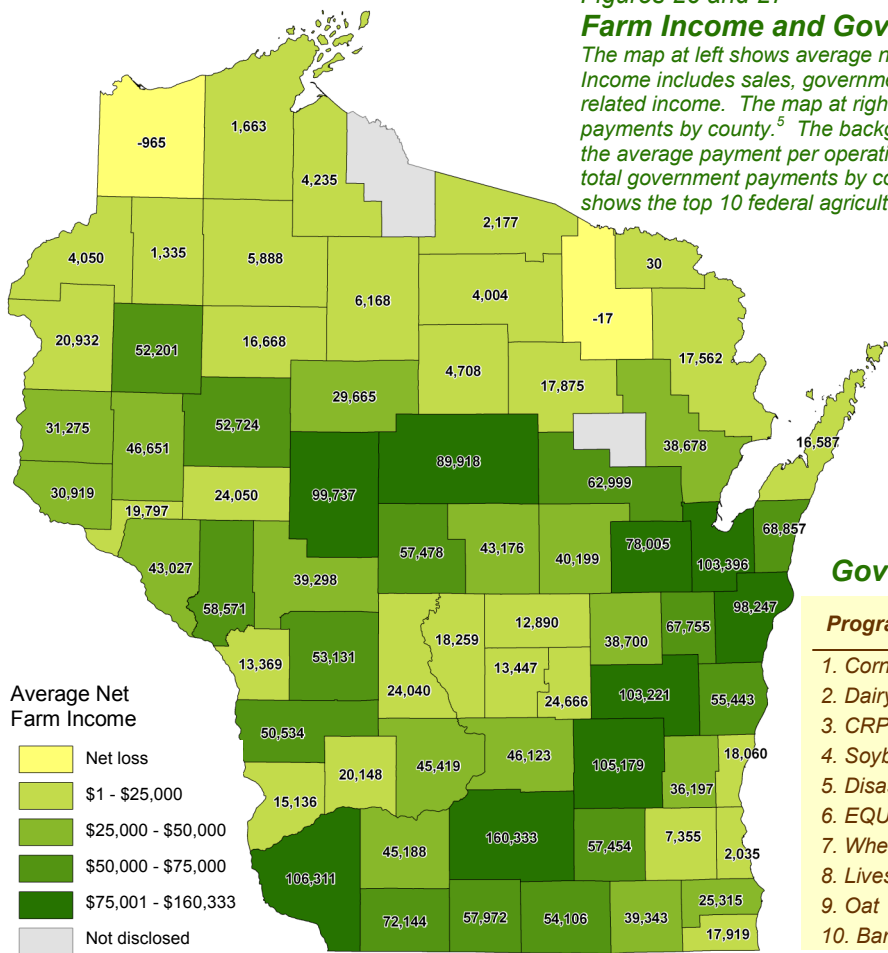 Figures 26 and 27
Farm Income and Gov
The map at left shows average n
Income includes sales, governme
related income. The map at right
payments by county.5 The backg
the average payment per operati
total government payments by co
shows the top 10 federal agricult
-965
1,663
4,235
2,177
4,050
1,335
5,888
6,168
4,004
-17
30
20,932
52,201
16,668
4,708
17,875
17,562
29,665
31,275
46,651
52,724
89,918
38,678
16,587
30,919
19,797
24,050
99,737
62,999
68,857
43,027
58,571
39,298
57,478
43,176
40,199
78,005
103,396
98,247
13,369
53,131
24,040
18,259
12,890
13,447
24,666
38,700
67,755
103,221
55,443
50,534
15,136
20,148
45,419
46,123
105,179
36,197
18,060
106,311
45,188
160,333
57,454
7,355
2,035
72,144
57,972
54,106
39,343
25,315
17,919
Average Net
Farm Income
Net loss
$1 - $25,000
$25,000 - $50,000
$50,000 - $75,000
$75,001 - $160,333
Not disclosed
Gov
Progra
1. Corn
2. Dairy
3. CRP
4. Soyb
5. Disa
6. EQU
7. Whe
8. Lives
9. Oat
10. Bar